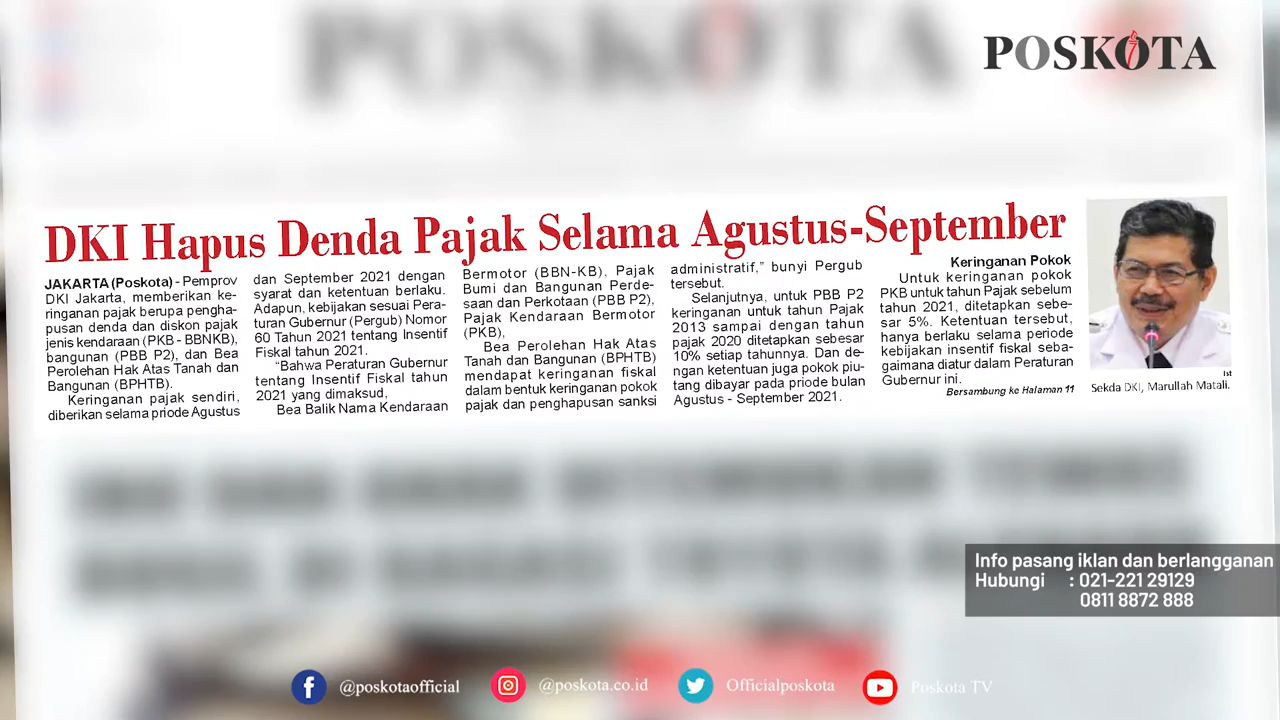 POSKOTA
DKI Hapus Denda Pajak Selama Agustus-September
JAKARTA (Poskota) - Pemprov
DKI Jakarta, memberikan ke-
ringanan pajak berupa pengha-
pusan denda dan diskon pajak
jenis kendaraan (PKB - BBNKB),
bangunan (PBB P2), dan Bea
Perolehan Hak Atas Tanah dan
Bangunan (BPHTB).
Keringanan pajak sendiri,
diberikan selama priode Agustus
dan September 2021 dengan
syarat dan ketentuan berlaku.
Adapun, kebijakan sesuai Pera-
turan Gubernur (Pergub) Nomor
60 Tahun 2021 tentang Insentif
Fiskal tahun 2021.
"Bahwa Peraturan Gubernur
tentang Insentif Fiskal tahun
2021 yang dimaksud,
Bea Balik Nama Kendaraan
Bermotor (BBN-KB), Pajak
Bumi dan Bangunan Perde-
saan dan Perkotaan (PBB P2),
Pajak Kendaraan Bermotor
(PKB),
Bea Perolehan Hak Atas
Tanah dan Bangunan (BPHTB)
mendapat keringanan fiskal
dalam bentuk keringanan pokok
pajak dan penghapusan sanksi
administratif," bunyi Pergub
tersebut.
Selanjutnya, untuk PBB P2
keringanan untuk tahun Pajak
2013 sampai dengan tahun
pajak 2020 ditetapkan sebesar
10% setiap tahunnya. Dan de-
ngan ketentuan juga pokok piu-
tang dibayar pada priode bulan
Agustus - September 2021.
Keringanan Pokok
Untuk keringanan pokok
PKB untuk tahun Pajak sebelum
tahun 2021, ditetapkan sebe-
sar 5%. Ketentuan tersebut,
hanya berlaku selama periode
kebijakan insentif fiskal seba-
gaimana diatur dalam Peraturan
Gubernur ini.
Bersambung ke Halaman 11
Ist
Sekda DKI, Marullah Matali.
Info pasang iklan dan berlangganan
Hubungi : 021-221 29129
0811 8872 888
@poskotaofficial
@poskota.co.id
Officialposkota
Poskota TV